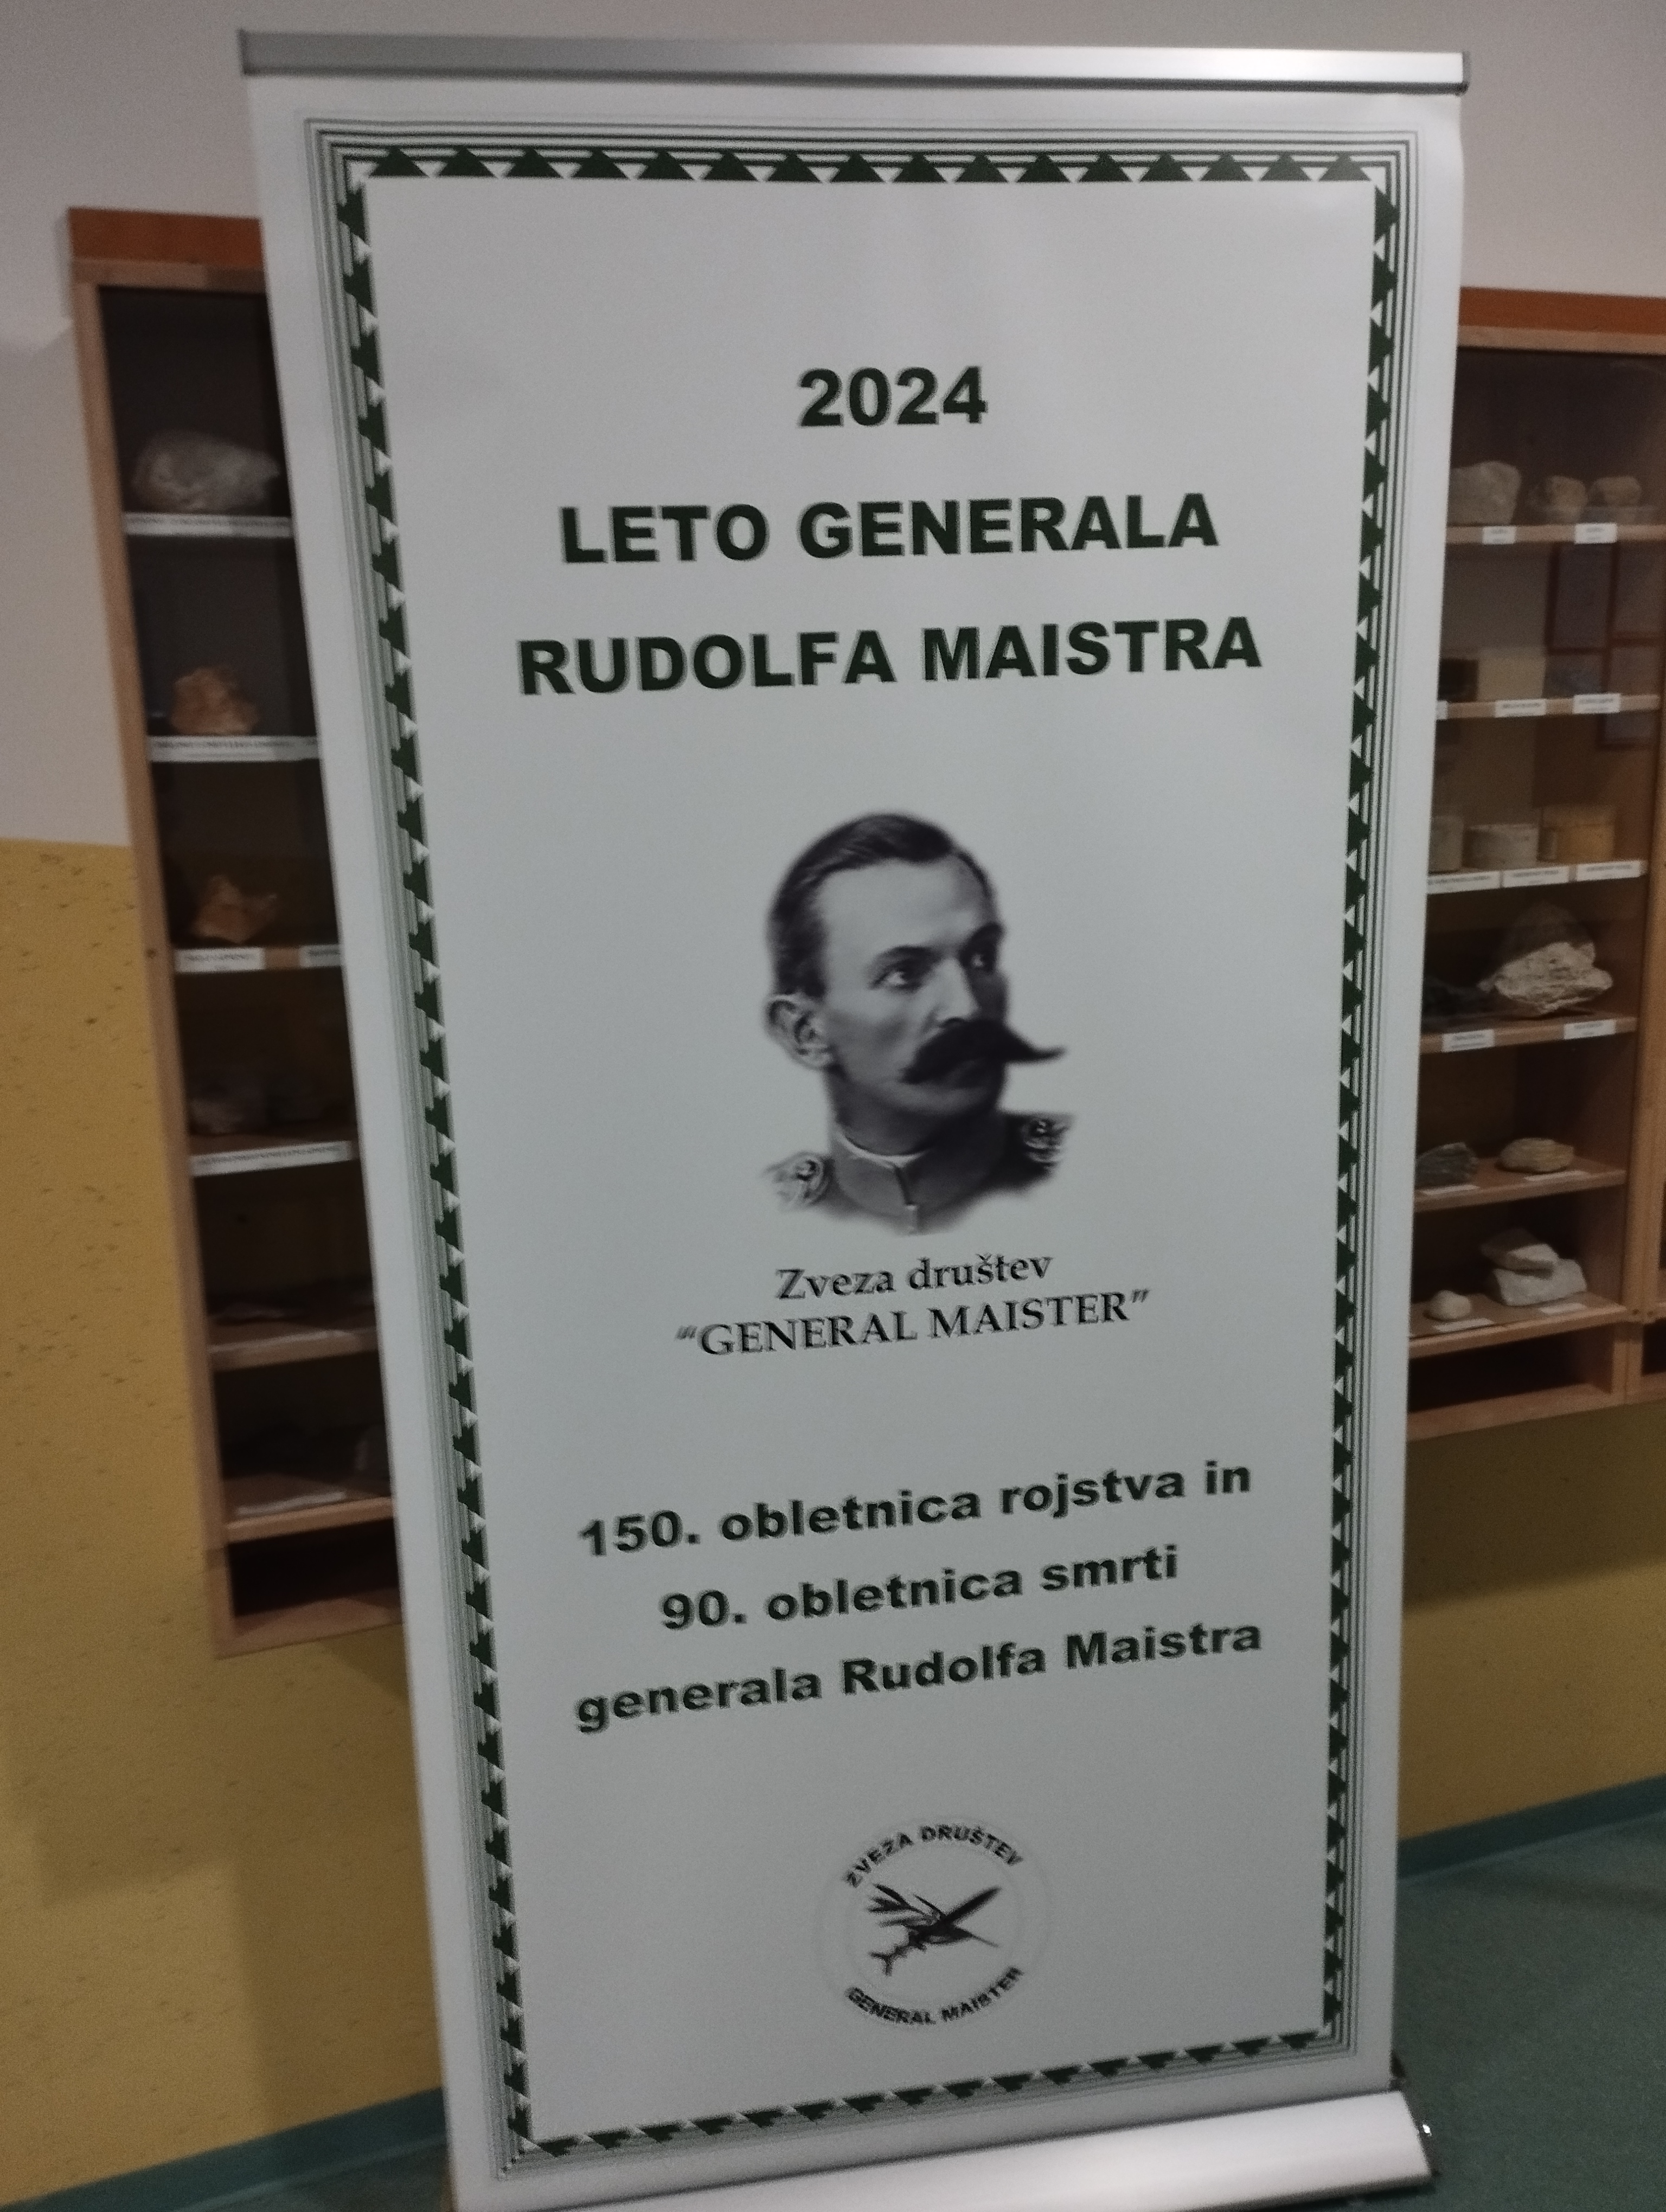 2024
LETO GENERALA
RUDOLFA MAISTRA
Zveza društev
“GENERAL MAISTER”
150. obletnica rojstva in
90. obletnica smrti
generala Rudolfa Maistra
ZVEZA DRUŠTEV
GENERAL MAISTER